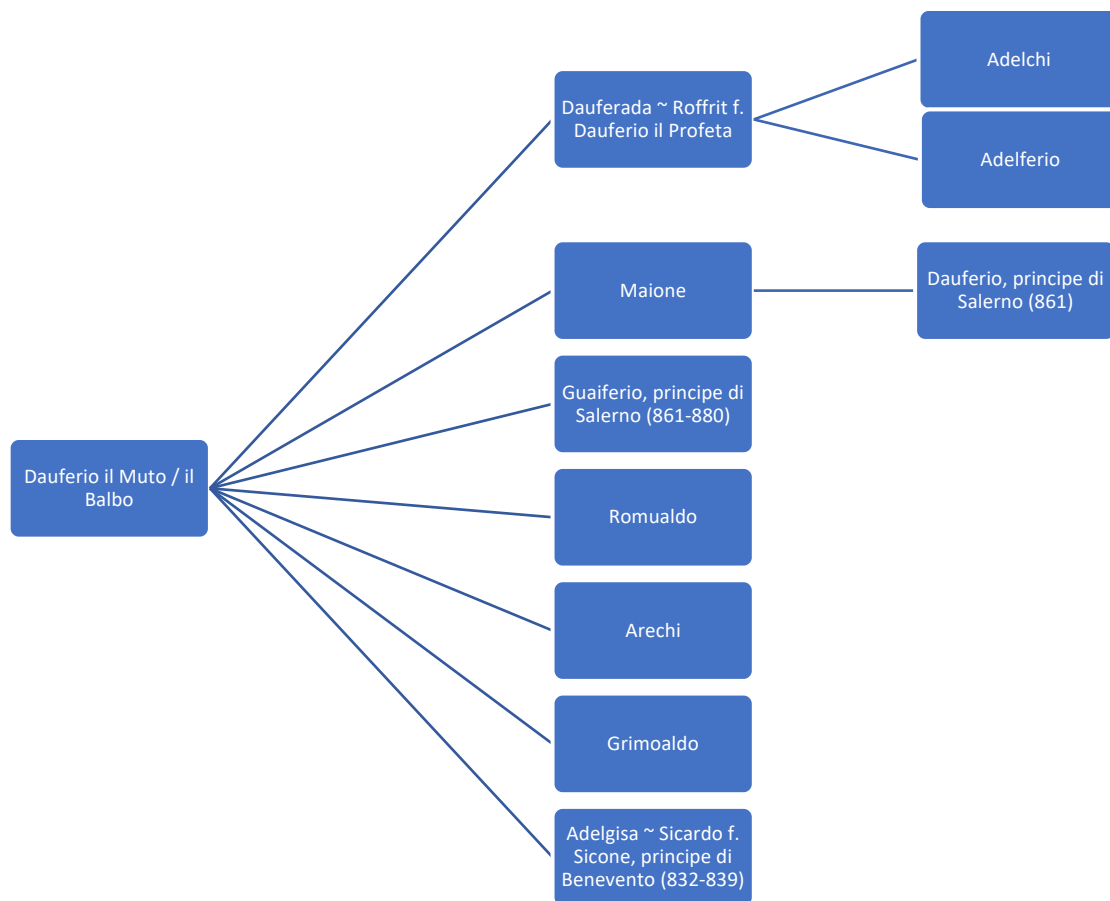 Adelchi
Dauferada ~ Roffrit f.
Dauferio il Profeta
Adelferio
Maione
Dauferio, principe di
Salerno (861)
Guaiferio, principe di
Salerno (861-880)
Dauferio il Muto / il
Balbo
Romualdo
Arechi
Grimoaldo
Adelgisa ~ Sicardo f.
Sicone, principe di
Benevento (832-839)